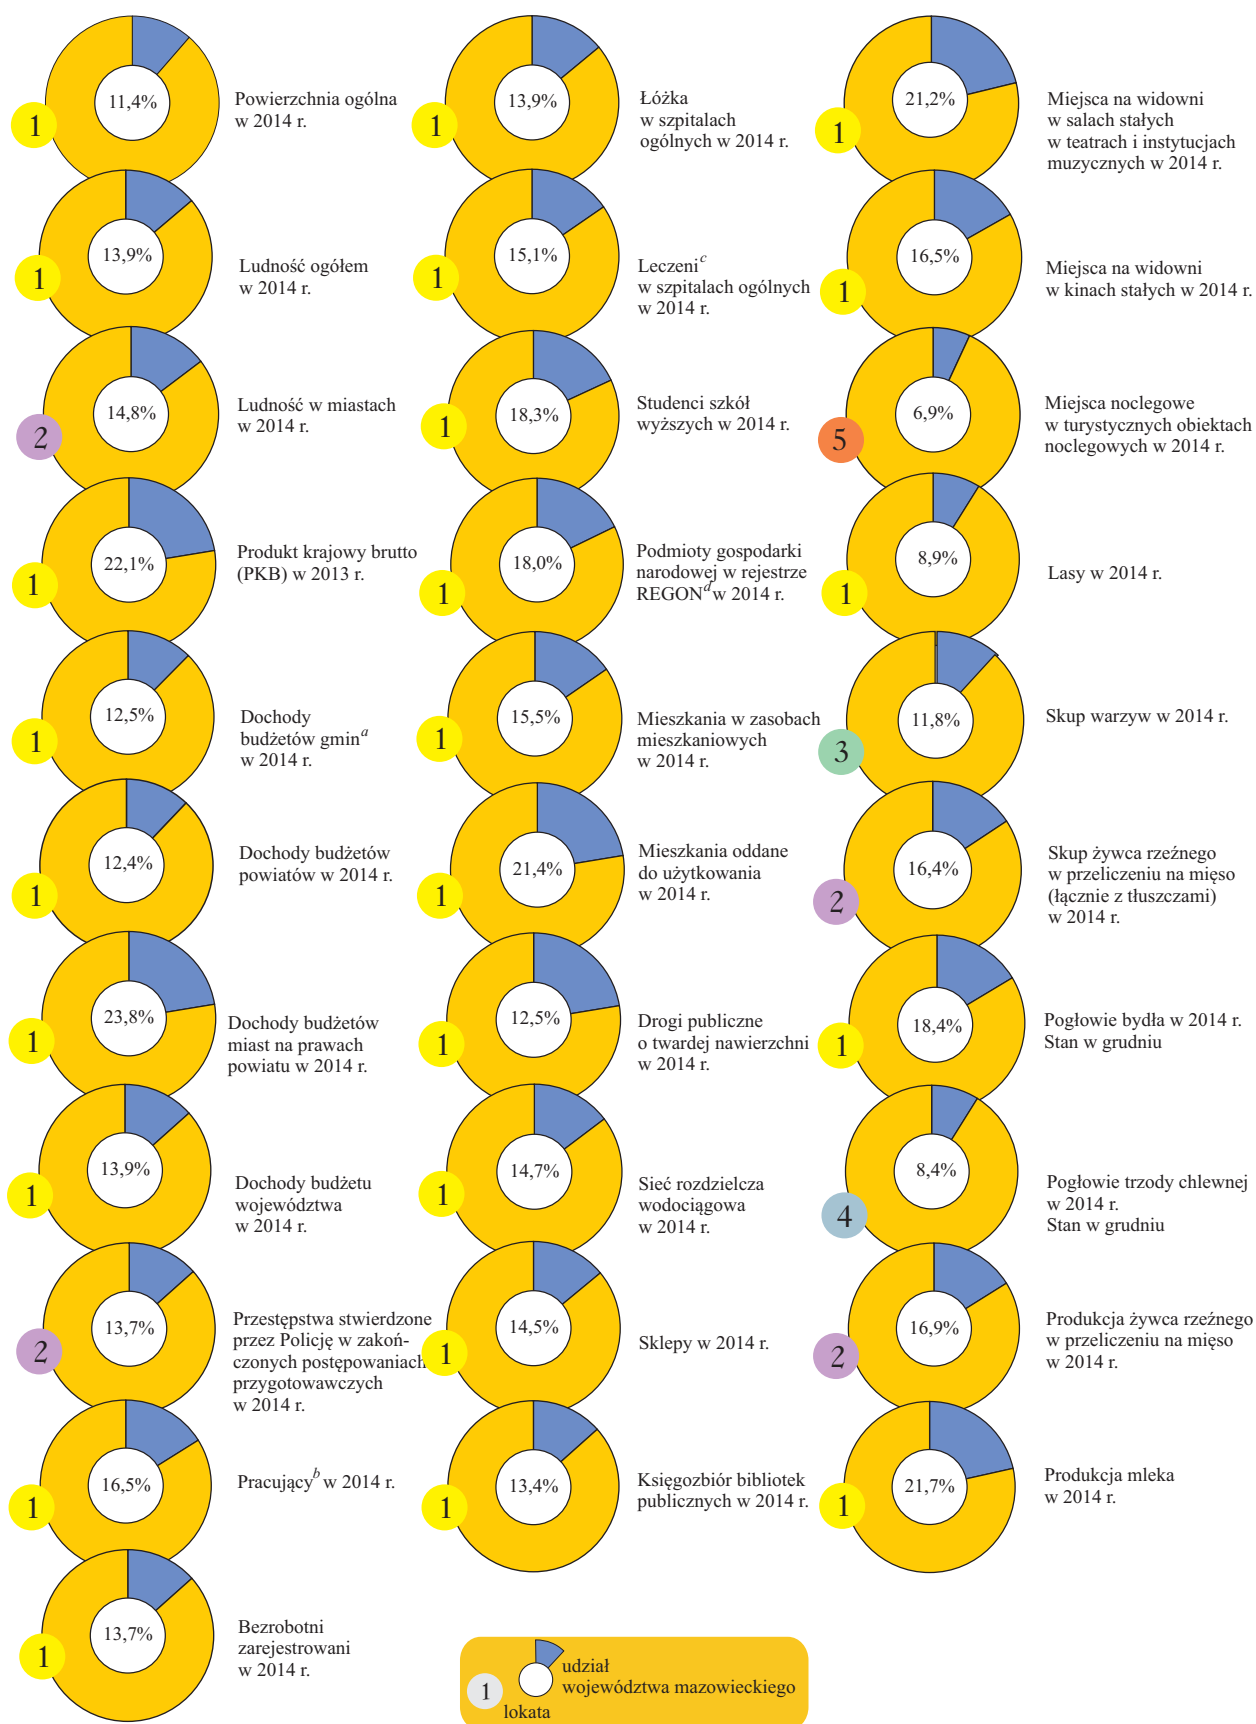 11,4%
1
Powierzchnia ogólna
w 2014 r.
13,9%
1
Ludność ogółem
w 2014 r.
14,8%
2
Ludność w miastach
w 2014 r.
22,1%
1
Produkt krajowy brutto
(PKB) w 2013 r.
12,5%
1
Dochody
budżetów gmin a
w 2014 r.
12,4%
1
Dochody budżetów
powiatów w 2014 r.
23,8%
1
Dochody budżetów
miast na prawach
powiatu w 2014 r.
13,9%
1
Dochody budżetu
województwa
w 2014 r.
13,7%
2
Przestępstwa stwierdzone
przez Policję w zakoń-
czonych postępowaniach
przygotowawczych
w 2014 r.
16,5%
1
Pracujący b w 2014 r.
13,7%
1
Bezrobotni
zarejestrowani
w 2014 r.
13,9%
1
Łóżka
w szpitalach
ogólnych w 2014 r.
15,1%
1
Leczeni c
w szpitalach ogólnych
w 2014 r.
18,3%
1
Studenci szkół
wyższych w 2014 r.
18,0%
1
Podmioty gospodarki
narodowej w rejestrze
REGON d w 2014 r.
15,5%
1
Mieszkania w zasobach
mieszkaniowych
w 2014 r.
21,4%
1
Mieszkania oddane
do użytkowania
w 2014 r.
12,5%
1
Drogi publiczne
o twardej nawierzchni
w 2014 r.
14,7%
1
Sieć rozdzielcza
wodociągowa
w 2014 r.
14,5%
1
Sklepy w 2014 r.
13,4%
1
Księgozbiór bibliotek
publicznych w 2014 r.
21,2%
1
Miejsca na widowni
w salach stałych
w teatrach i instytucjach
muzycznych w 2014 r.
16,5%
1
Miejsca na widowni
w kinach stałych w 2014 r.
6,9%
5
Miejsca noclegowe
w turystycznych obiektach
noclegowych w 2014 r.
8,9%
1
Lasy w 2014 r.
11,8%
3
Skup warzyw w 2014 r.
16,4%
2
Skup żywca rzeźnego
w przeliczeniu na mięso
(łącznie z tłuszczami)
w 2014 r.
18,4%
1
Pogłowie bydła w 2014 r.
Stan w grudniu
8,4%
4
Pogłowie trzody chlewnej
w 2014 r.
Stan w grudniu
16,9%
2
Produkcja żywca rzeźnego
w przeliczeniu na mięso
w 2014 r.
21,7%
1
Produkcja mleka
w 2014 r.
udział
województwa mazowieckiego
1
lokata